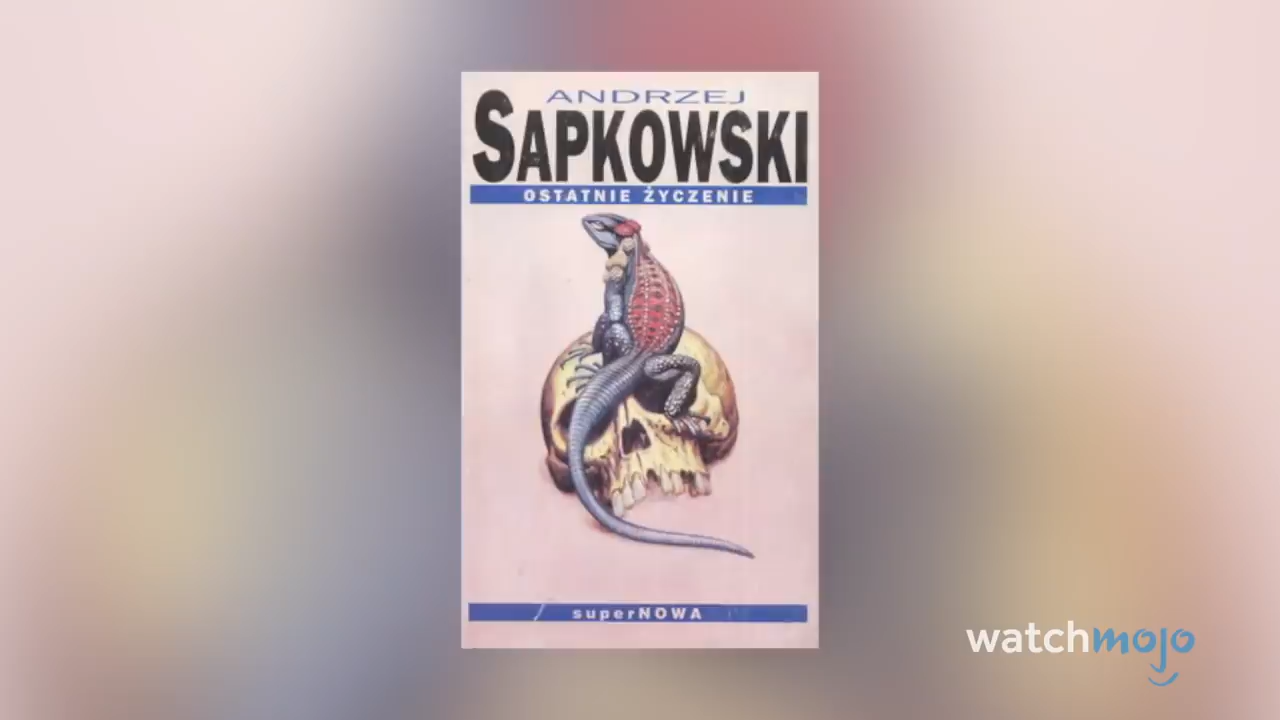 ANDRZEJ
SAPKOWSKI
OSTATNIE ŻYCZENIE
superNOWA
watchmojo